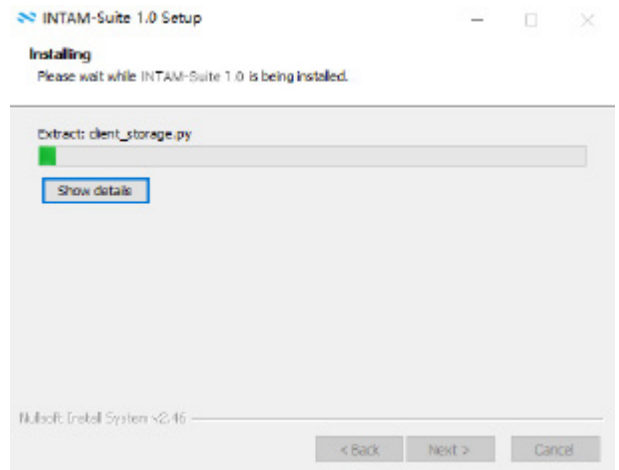 INTAM-Suite 1.0 Setup
Installing
Please wait while INTAM-Suite 1.0 is being installed.
Extract: client_storage.py
Show details
Nullsoft Install System v2.46
< Back
Next >
Cancel